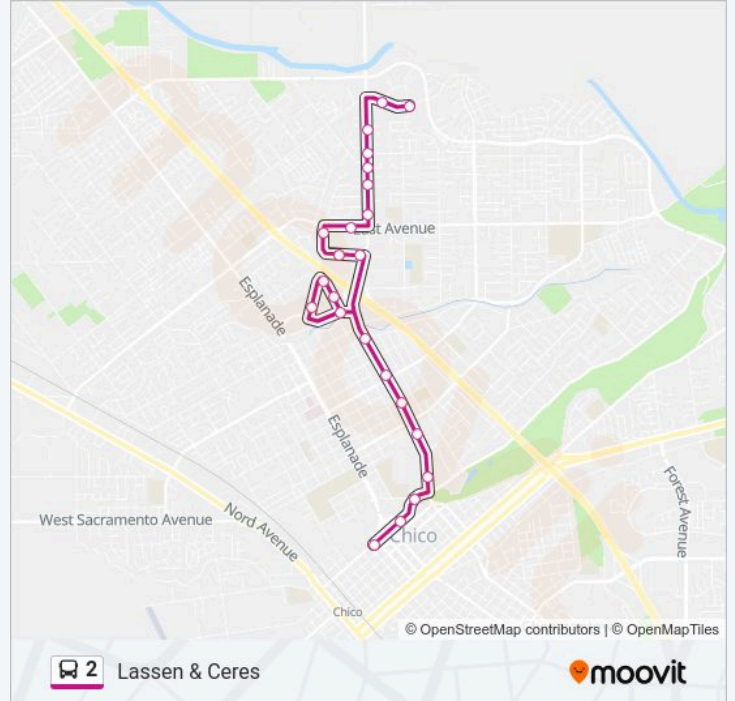 East Avenue
Esplanade
Esplanade
West Sacramento Avenue
Nord Avenue
Forest Avenue
Chico
Chico
© OpenStreetMap contributors | © OpenMapTiles
2 Lassen & Ceres
moovit